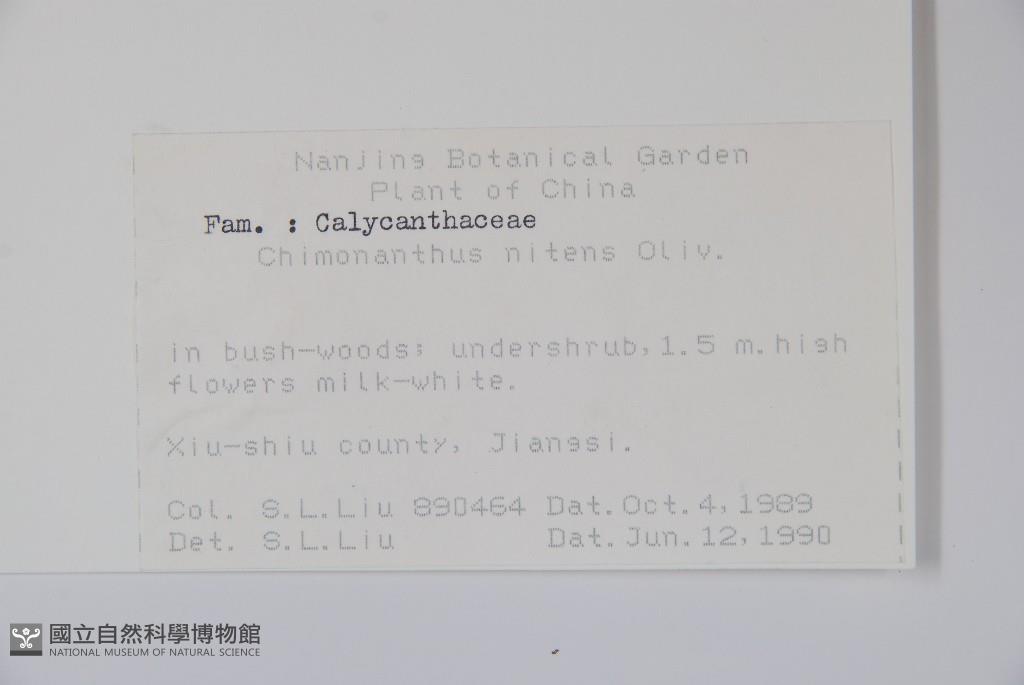 Nanjing Botanical Garden
Plant of China
Fam. : Calycanthaceae
Chimonanthus nitens Oliv.
in bush-woods; undershrub, 1.5 m. high
flowers milk-white.
Xiu-shiu county, Jiangsi.
Col. S.L.Liu 890464 Dat. Oct. 4, 1989
Det. S.L.Liu Dat. Jun. 12, 1990
國立自然科學博物館
NATIONAL MUSEUM OF NATURAL SCIENCE